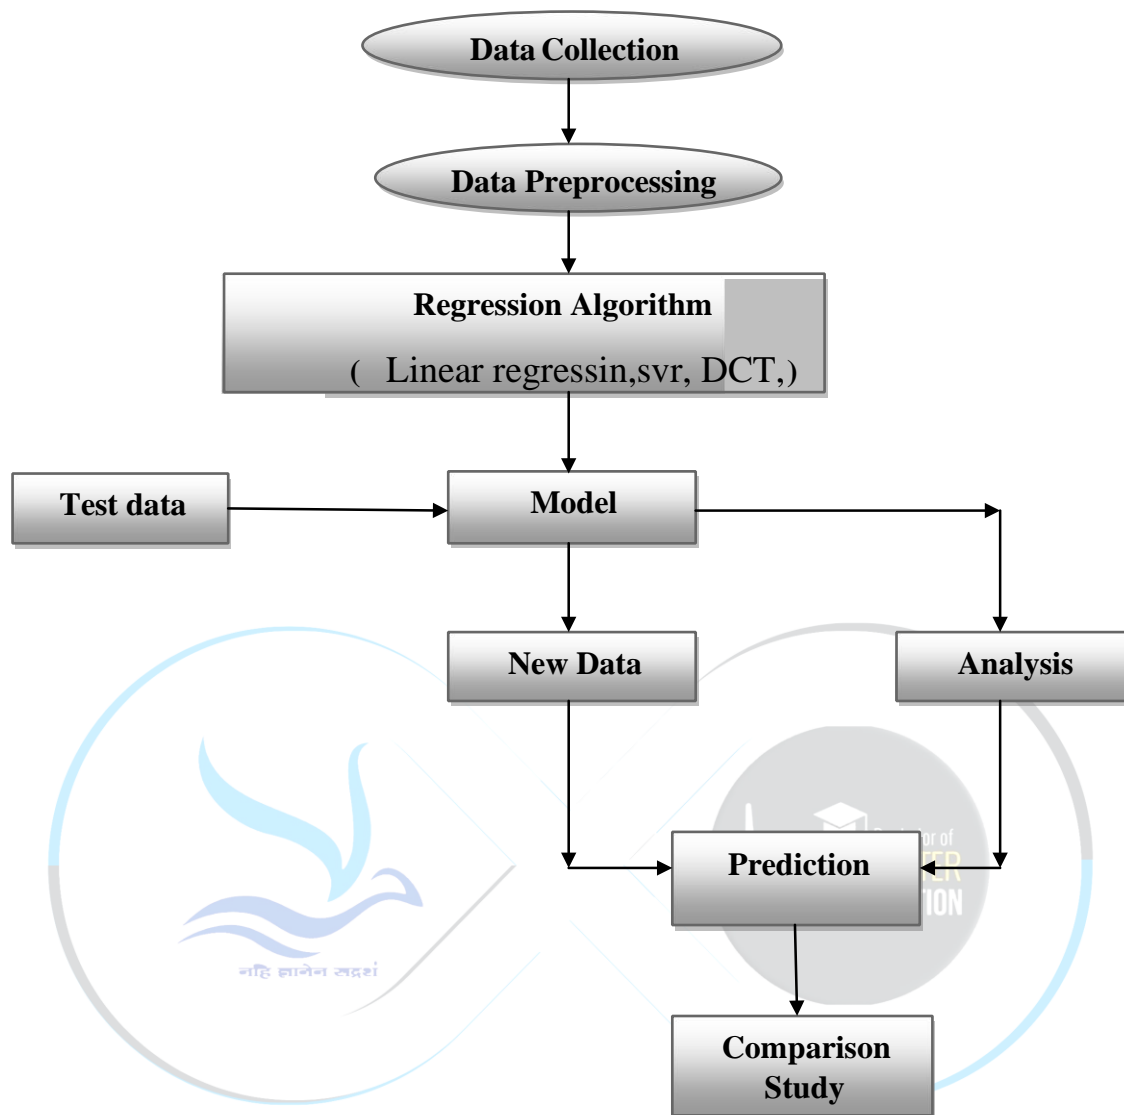 Data Collection
Data Preprocessing
Regression Algorithm
( Linear regressin,svr, DCT,)
Test data
Model
New Data
Analysis
Prediction
Comparison
Study
नहि ज्ञानेन सदृशं